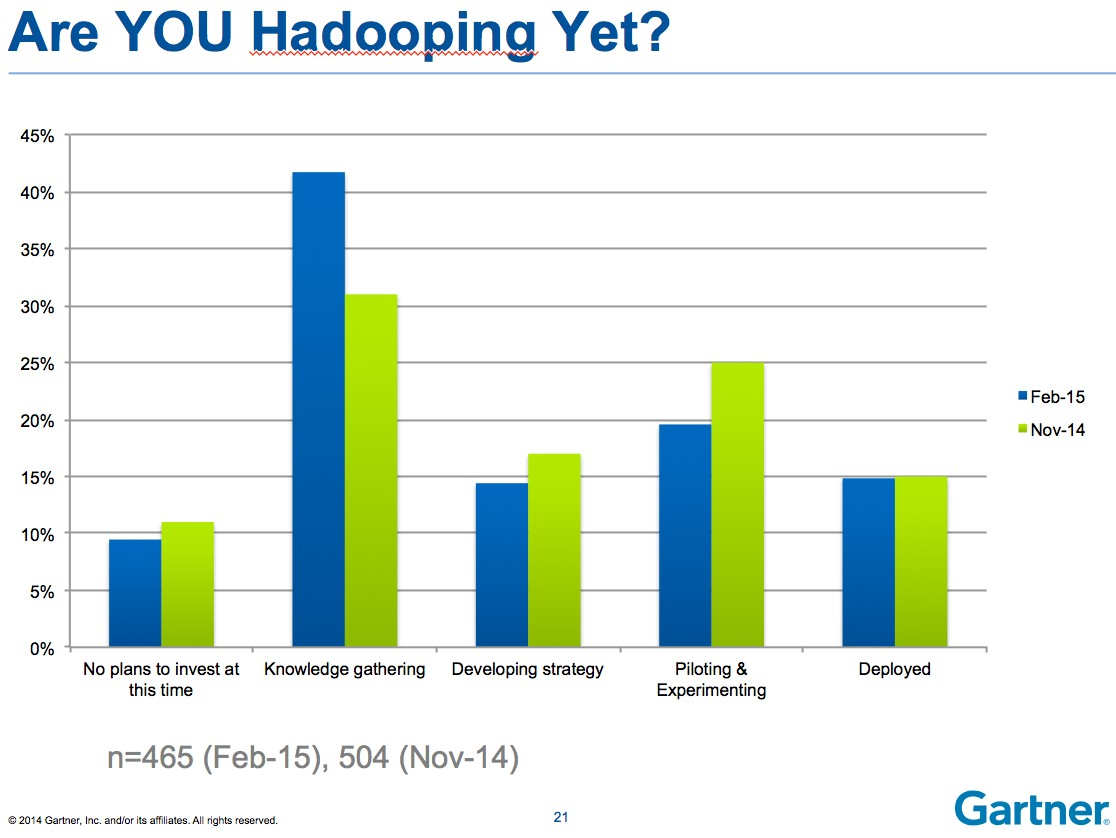 Are YOU Hadooping Yet?
45%
40%
35%
30%
25%
20%
15%
10%
5%
0%
Feb-15
Nov-14
No plans to invest at
this time
Knowledge gathering
Developing strategy
Piloting &
Experimenting
Deployed
n=465 (Feb-15), 504 (Nov-14)
© 2014 Gartner, Inc. and/or its affiliates. All rights reserved.
21
Gartner®